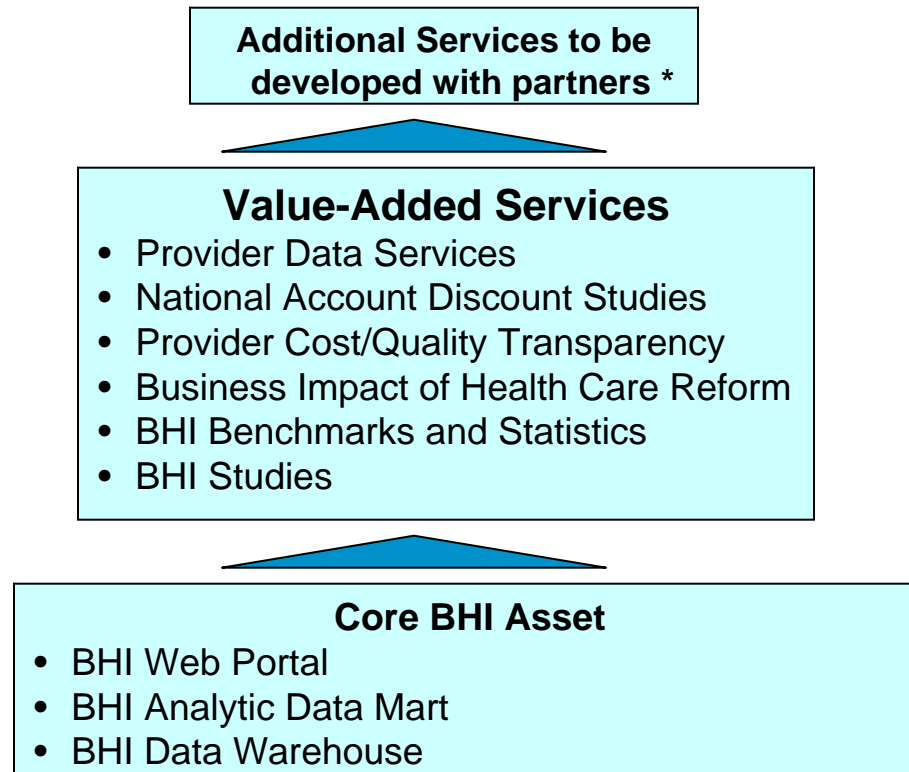 Additional Services to be
developed with partners *
Value-Added Services
• Provider Data Services
• National Account Discount Studies
• Provider Cost/Quality Transparency
• Business Impact of Health Care Reform
• BHI Benchmarks and Statistics
• BHI Studies
Core BHI Asset
• BHI Web Portal
• BHI Analytic Data Mart
• BHI Data Warehouse